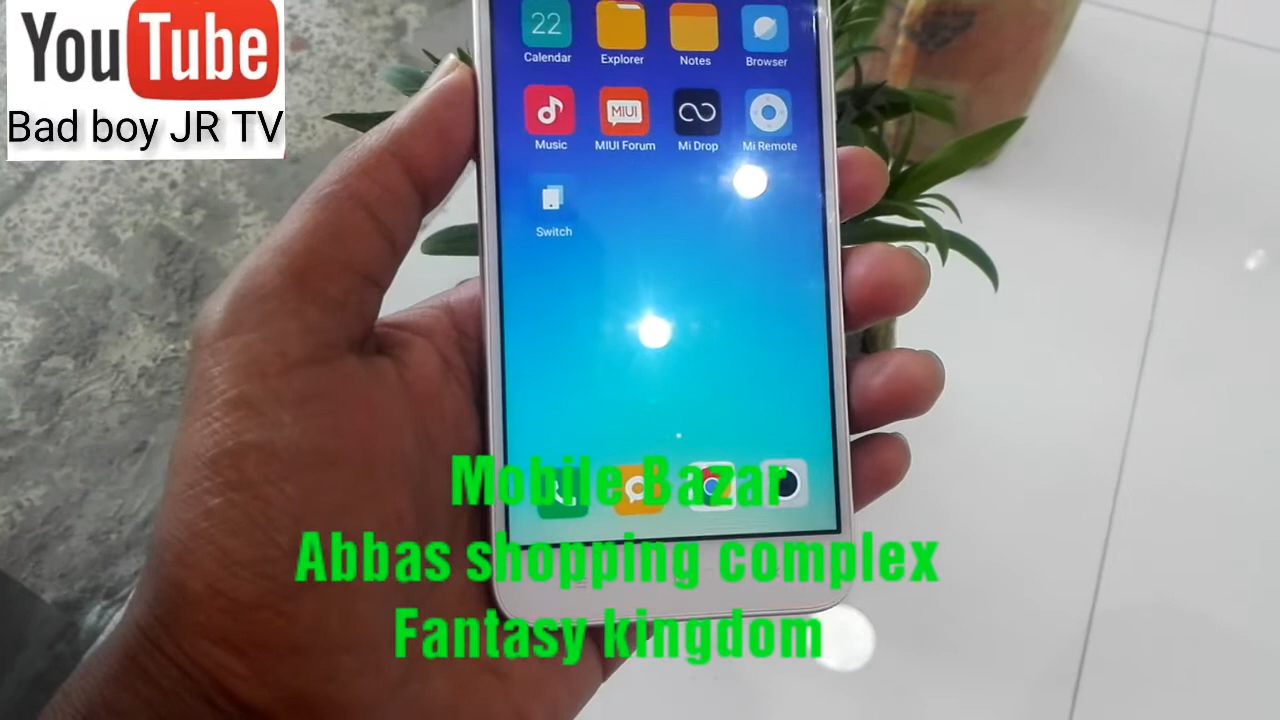 YouTube
Bad boy JR TV
22
Calendar Explorer Notes Browser
MIUI
Music MIUI Forum Mi Drop Mi Remote
Switch
Mobile Bazar
Abbas shopping complex
Fantasy kingdom